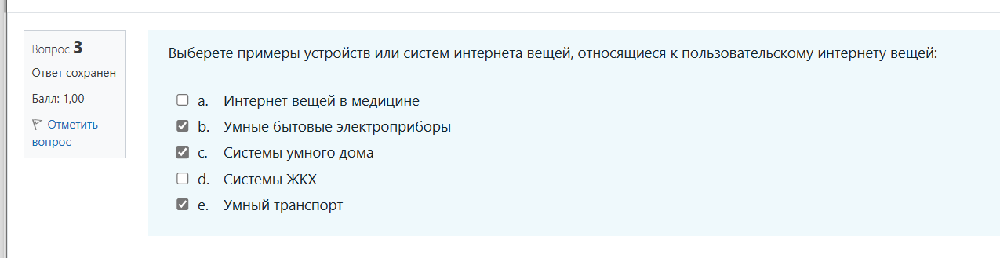 Вопрос 3
Ответ сохранен
Балл: 1,00
Отметить
вопрос
Выберете примеры устройств или систем интернета вещей, относящиеся к пользовательскому интернету вещей:
a. Интернет вещей в медицине
b. Умные бытовые электроприборы
c. Системы умного дома
d. Системы ЖКХ
e. Умный транспорт